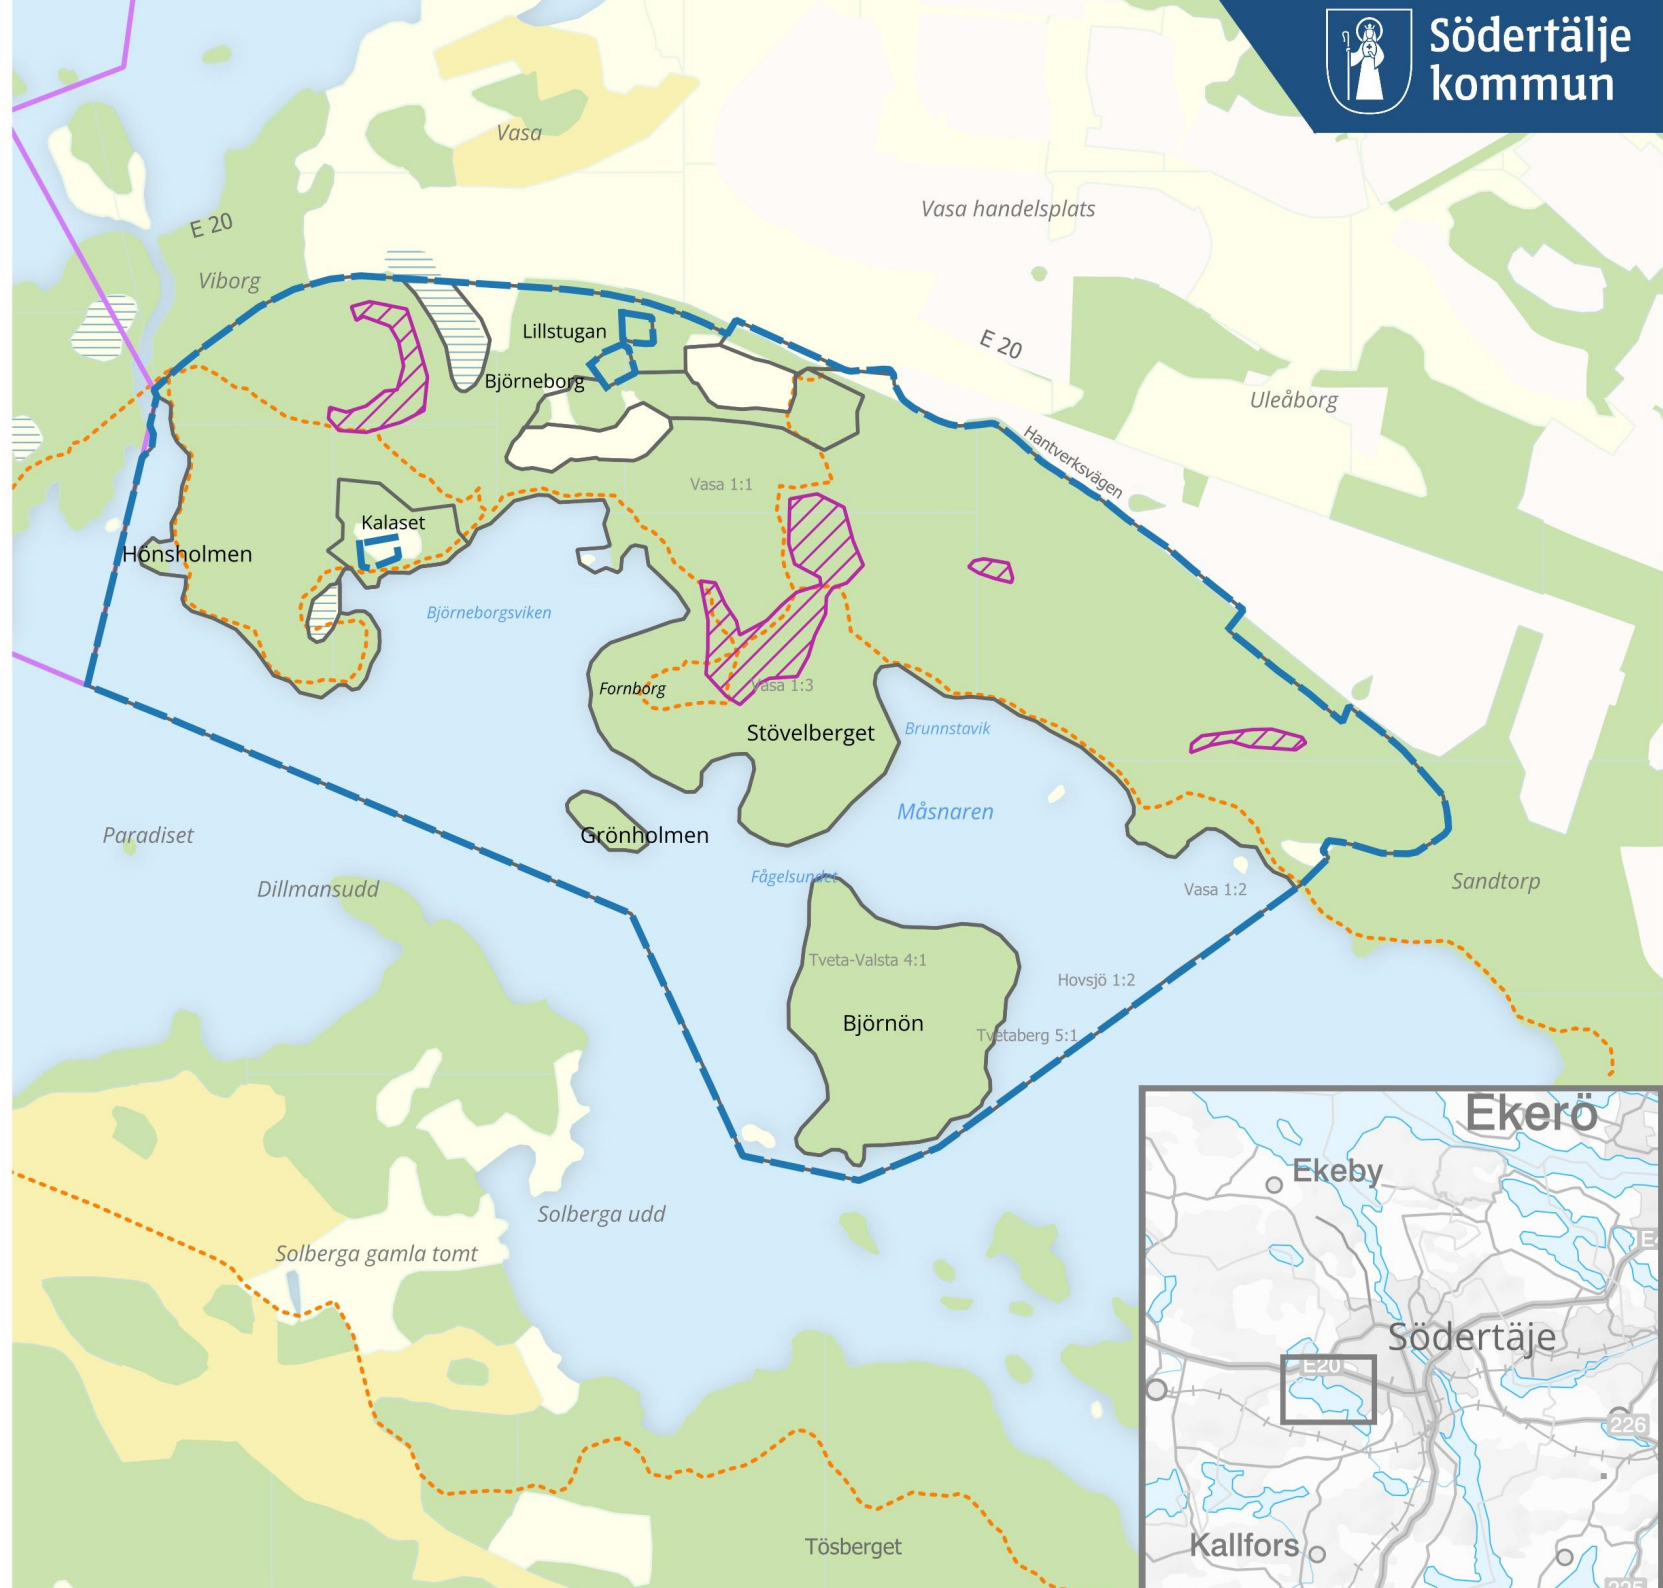 Södertälje
kommun
Vasa
E 20
Vasa handelsplats
Viborg
Lillstugan
E 20
Björneborg
Uleåborg
Hantverksvägen
Vasa 1:1
Kalaset
Hönsholmen
Björneborgsviken
Fornborg
Vasa 1:3
Stövelberget
Brunnstavik
Måsnaren
Paradiset
Grönholmen
Fågelsundet
Dillmansudd
Vasa 1:2
Sandtorp
Tveta-Valsta 4:1
Hovsjö 1:2
Björnön
Tvetaberg 5:1
Solberga udd
Solberga gamla tomt
Tösberget
Ekerö
Ekeby
Södertäje
E20
226
Kallfors